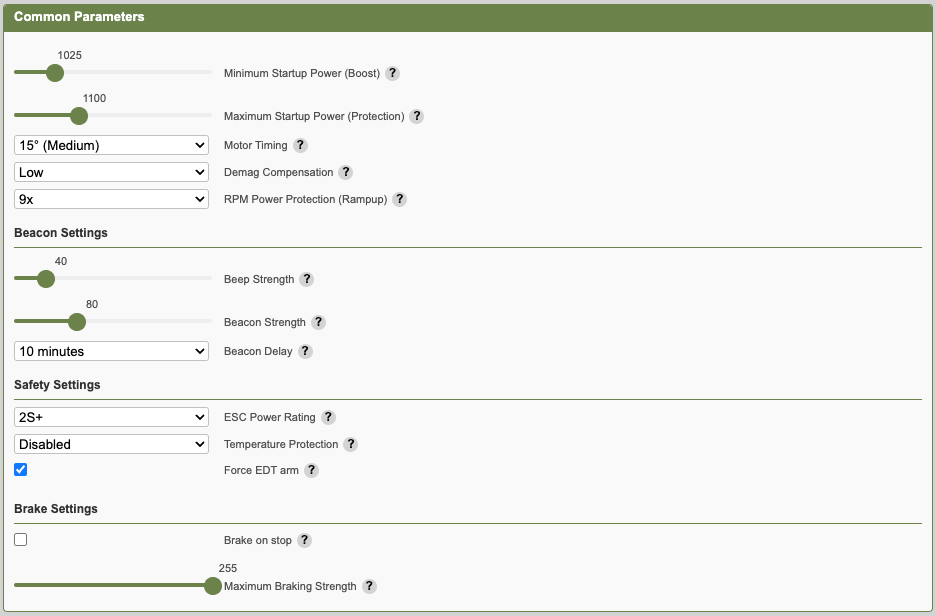 Common Parameters
1025
Minimum Startup Power (Boost) ?
1100
Maximum Startup Power (Protection) ?
15° (Medium) Motor Timing ?
Low Demag Compensation ?
9x RPM Power Protection (Rampup) ?
Beacon Settings
40
Beep Strength ?
80
Beacon Strength ?
10 minutes Beacon Delay ?
Safety Settings
2S+ ESC Power Rating ?
Disabled Temperature Protection ?
Force EDT arm ?
Brake Settings
Brake on stop ?
255
Maximum Braking Strength ?